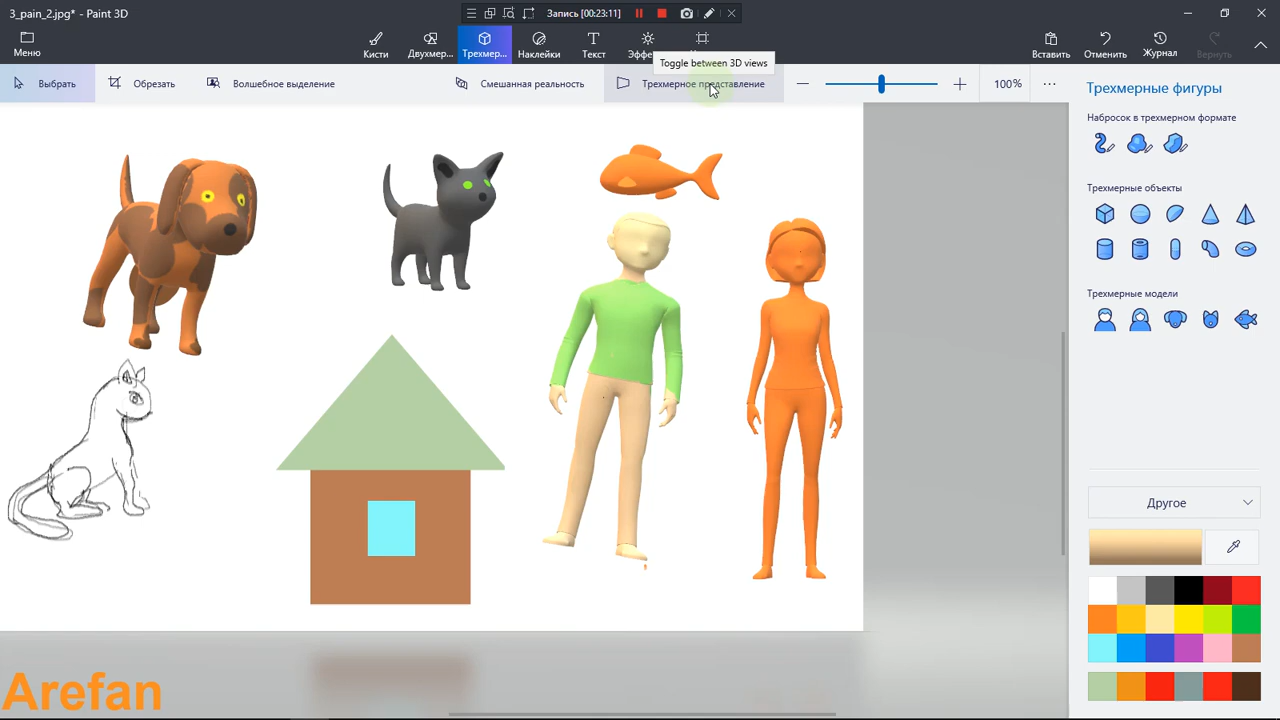 3_pain_2.jpg* - Paint 3D
Запись [00:23:11]
Меню
Кисти
Двухмер...
Трехмер...
Наклейки
Текст
Эффе
Вставить
Отменить
Журнал
Вернуть
Toggle between 3D views
Выбрать
Обрезать
Волшебное выделение
Смешанная реальность
Трехмерное представление
100%
Трехмерные фигуры
Набросок в трехмерном формате
Трехмерные объекты
Трехмерные модели
Другое
Arefan